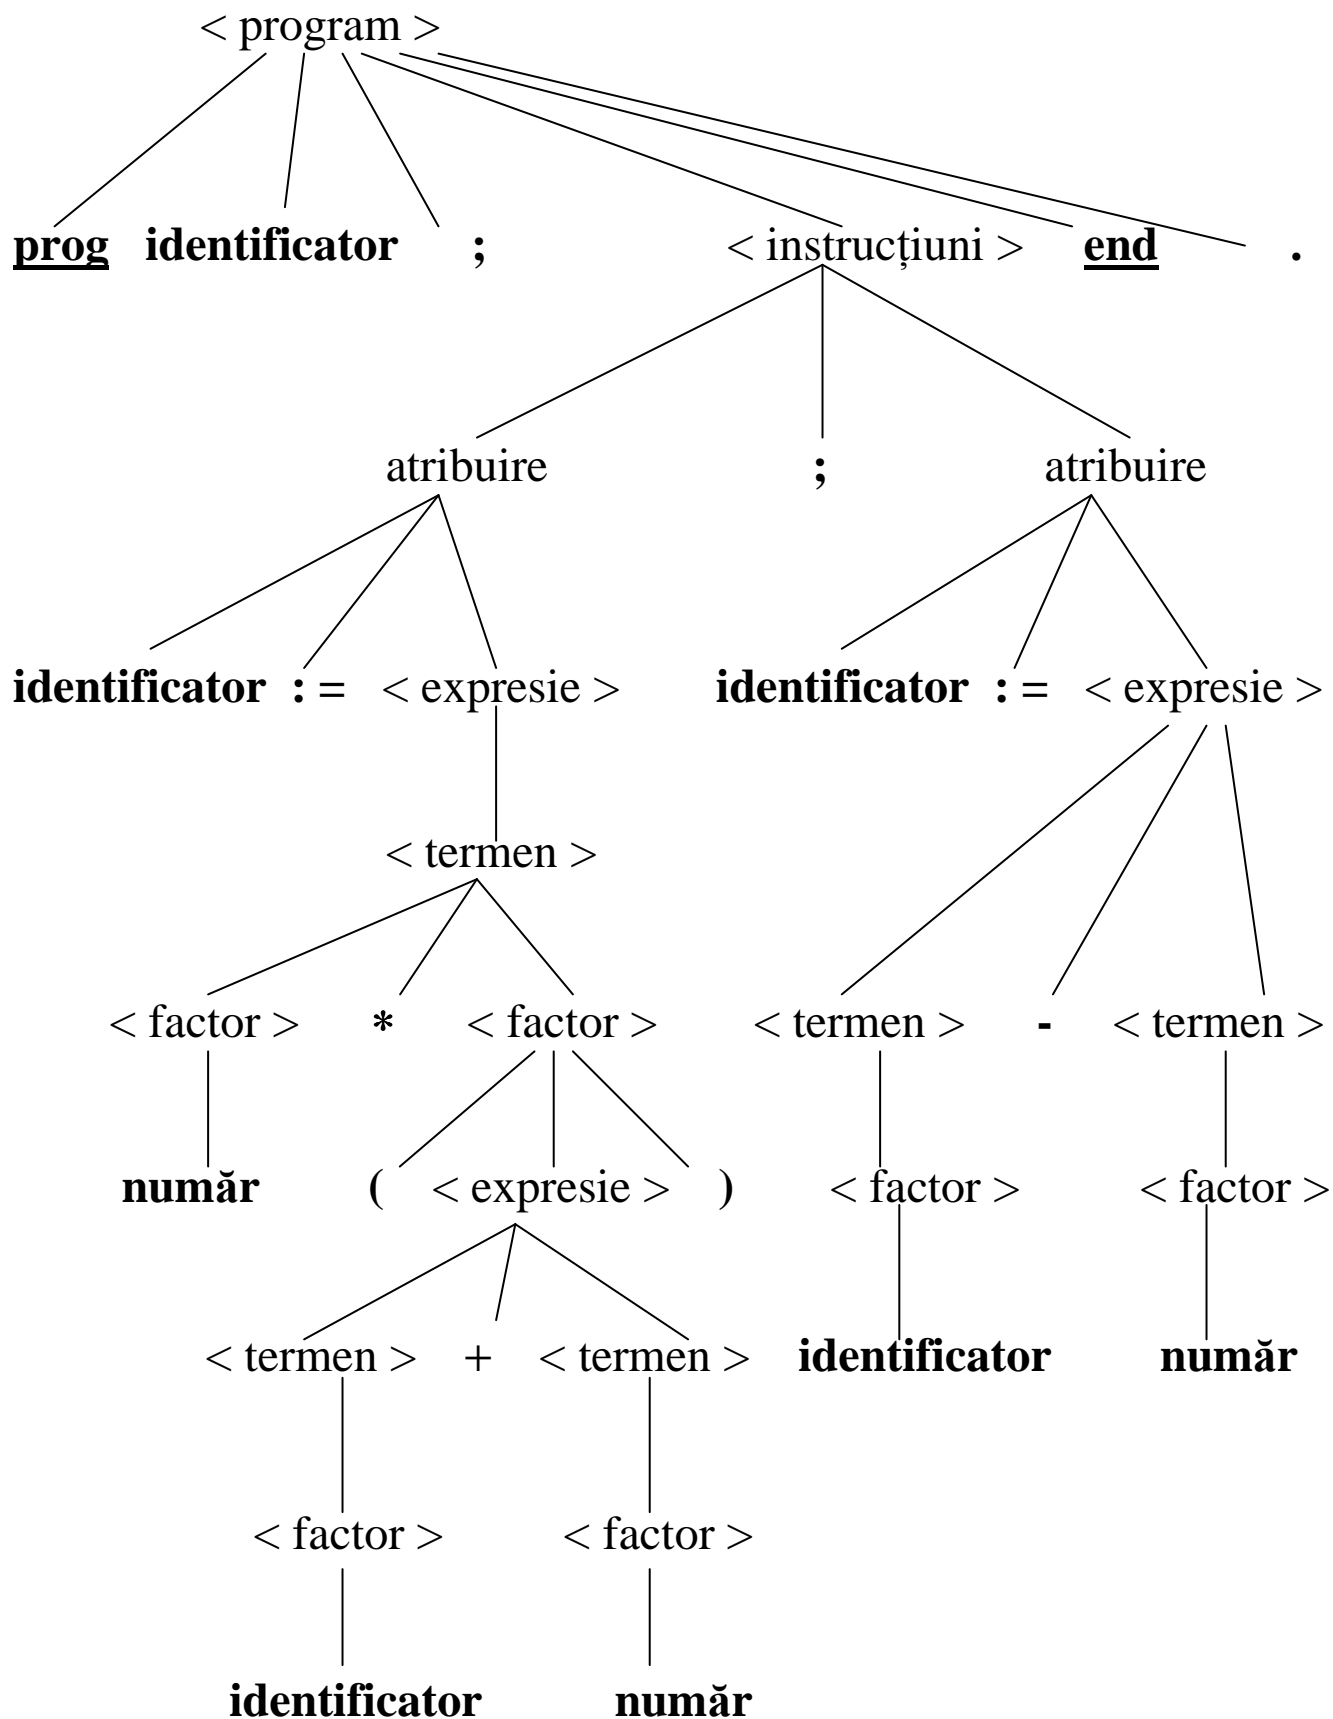 < program >
prog identificator ; < instrucțiuni > end .
atribuire ; atribuire
identificator : = < expresie > identificator : = < expresie >
< termen >
< factor > * < factor > < termen > - < termen >
număr ( < expresie > ) < factor > < factor >
< termen > + < termen > identificator număr
< factor > < factor >
identificator număr